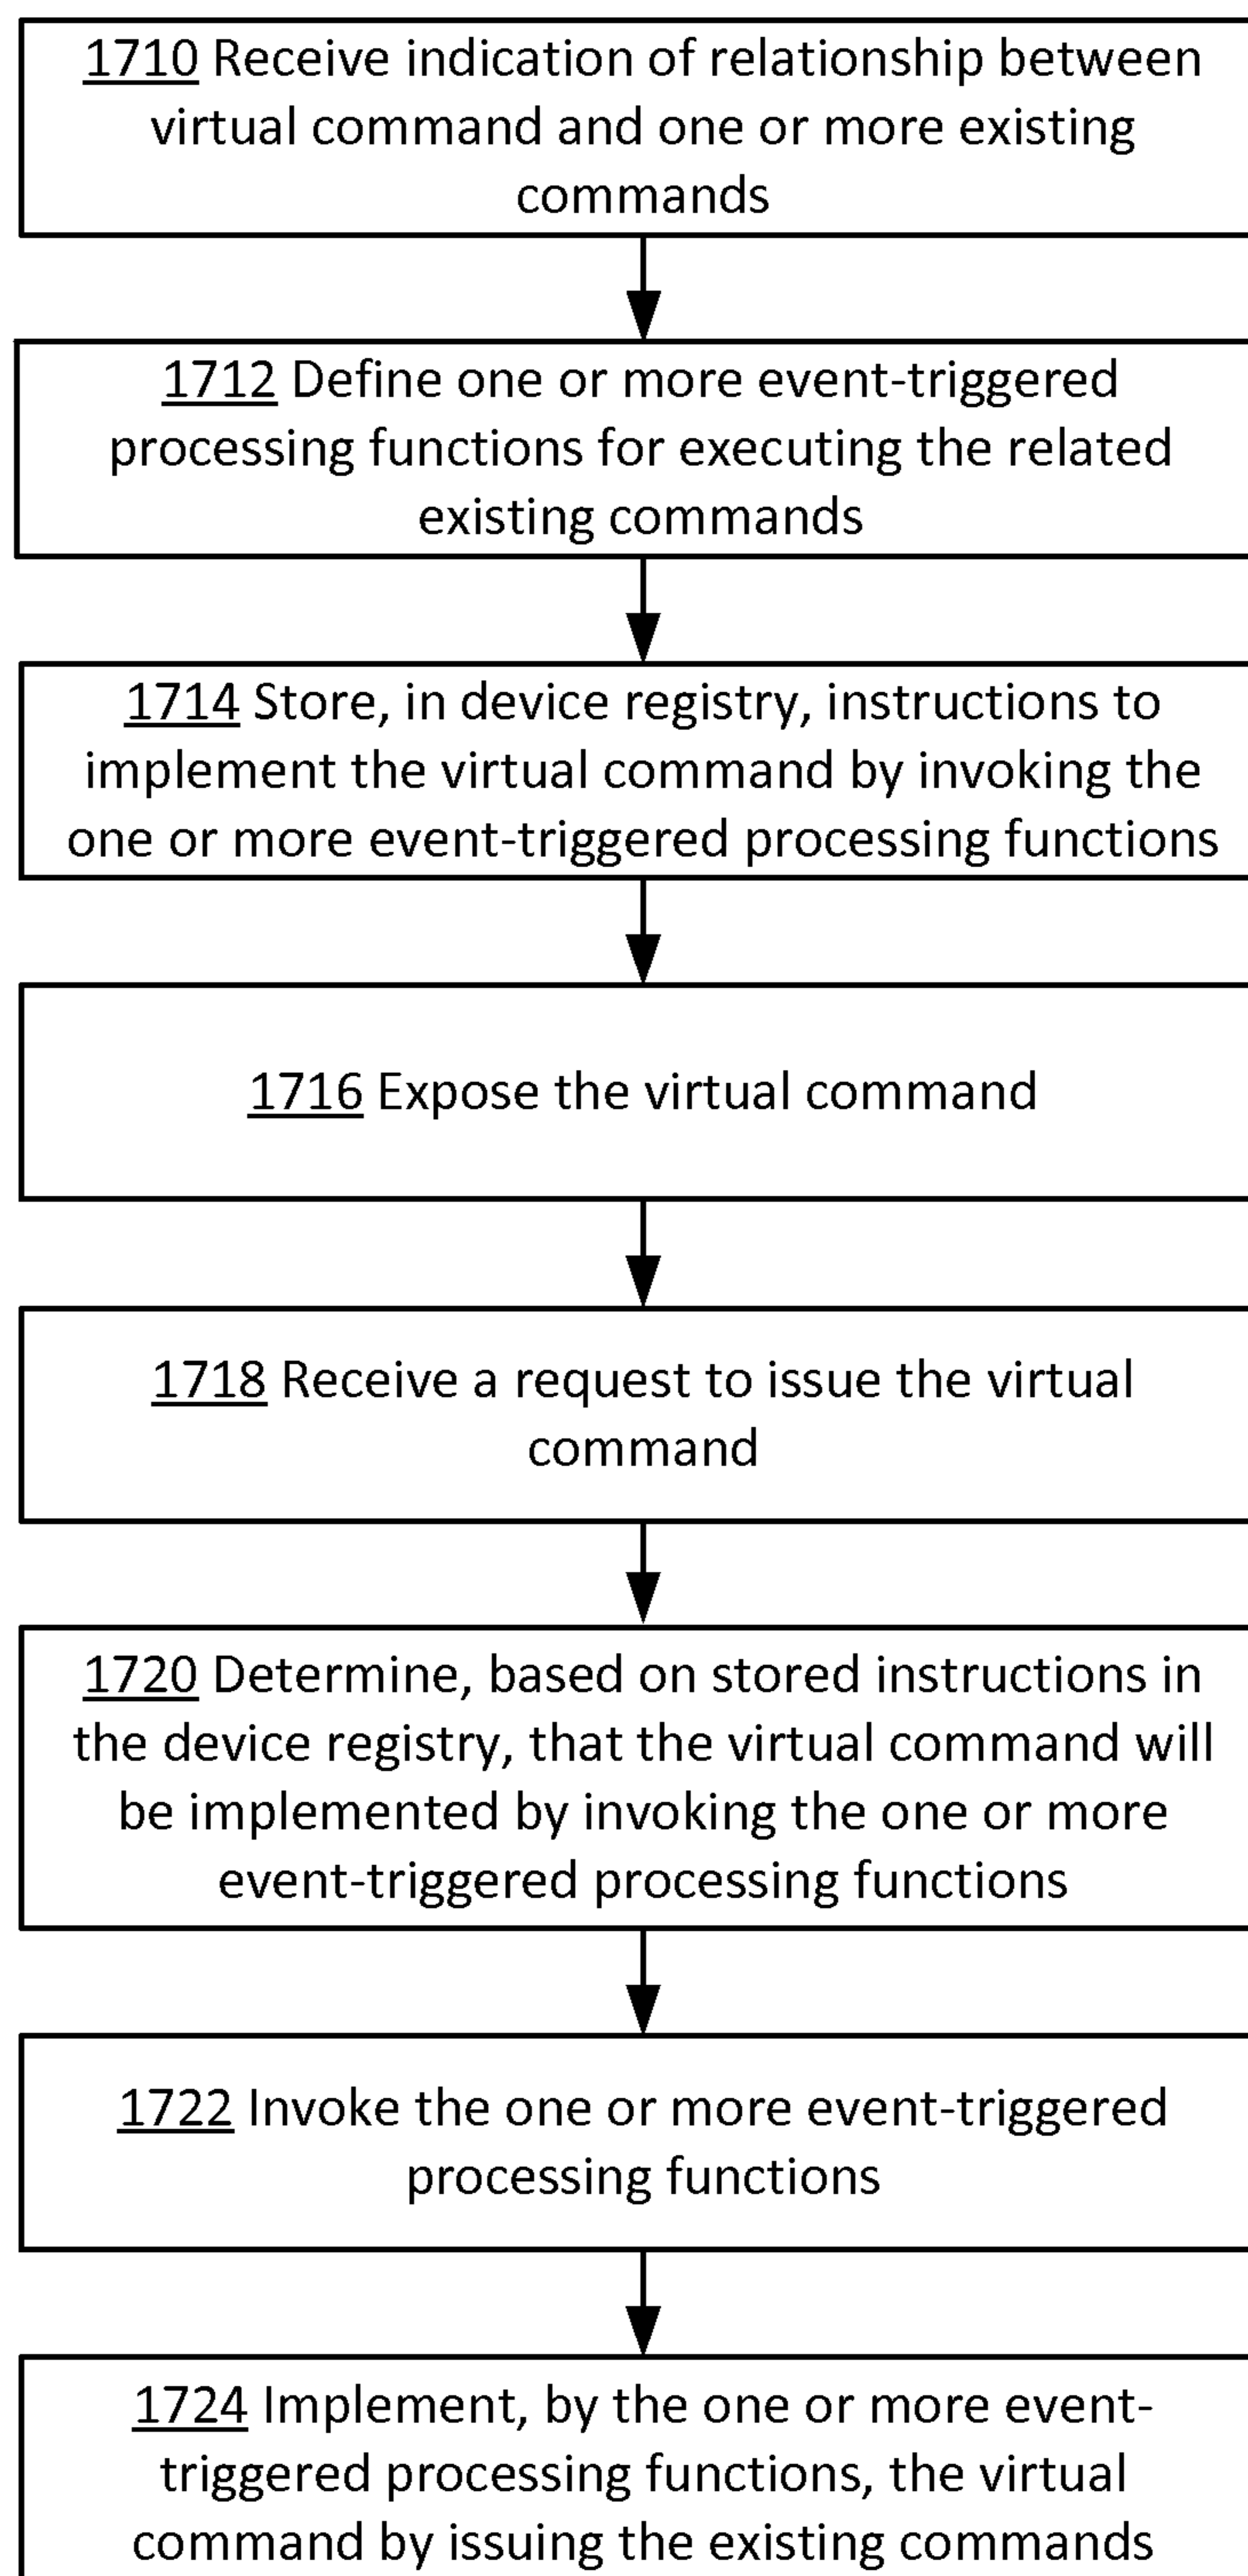 1710 Receive indication of relationship between
virtual command and one or more existing
commands
1712 Define one or more event-triggered
processing functions for executing the related
existing commands
1714 Store, in device registry, instructions to
implement the virtual command by invoking the
one or more event-triggered processing functions
1716 Expose the virtual command
1718 Receive a request to issue the virtual
command
1720 Determine, based on stored instructions in
the device registry, that the virtual command will
be implemented by invoking the one or more
event-triggered processing functions
1722 Invoke the one or more event-triggered
processing functions
1724 Implement, by the one or more event-
triggered processing functions, the virtual
command by issuing the existing commands